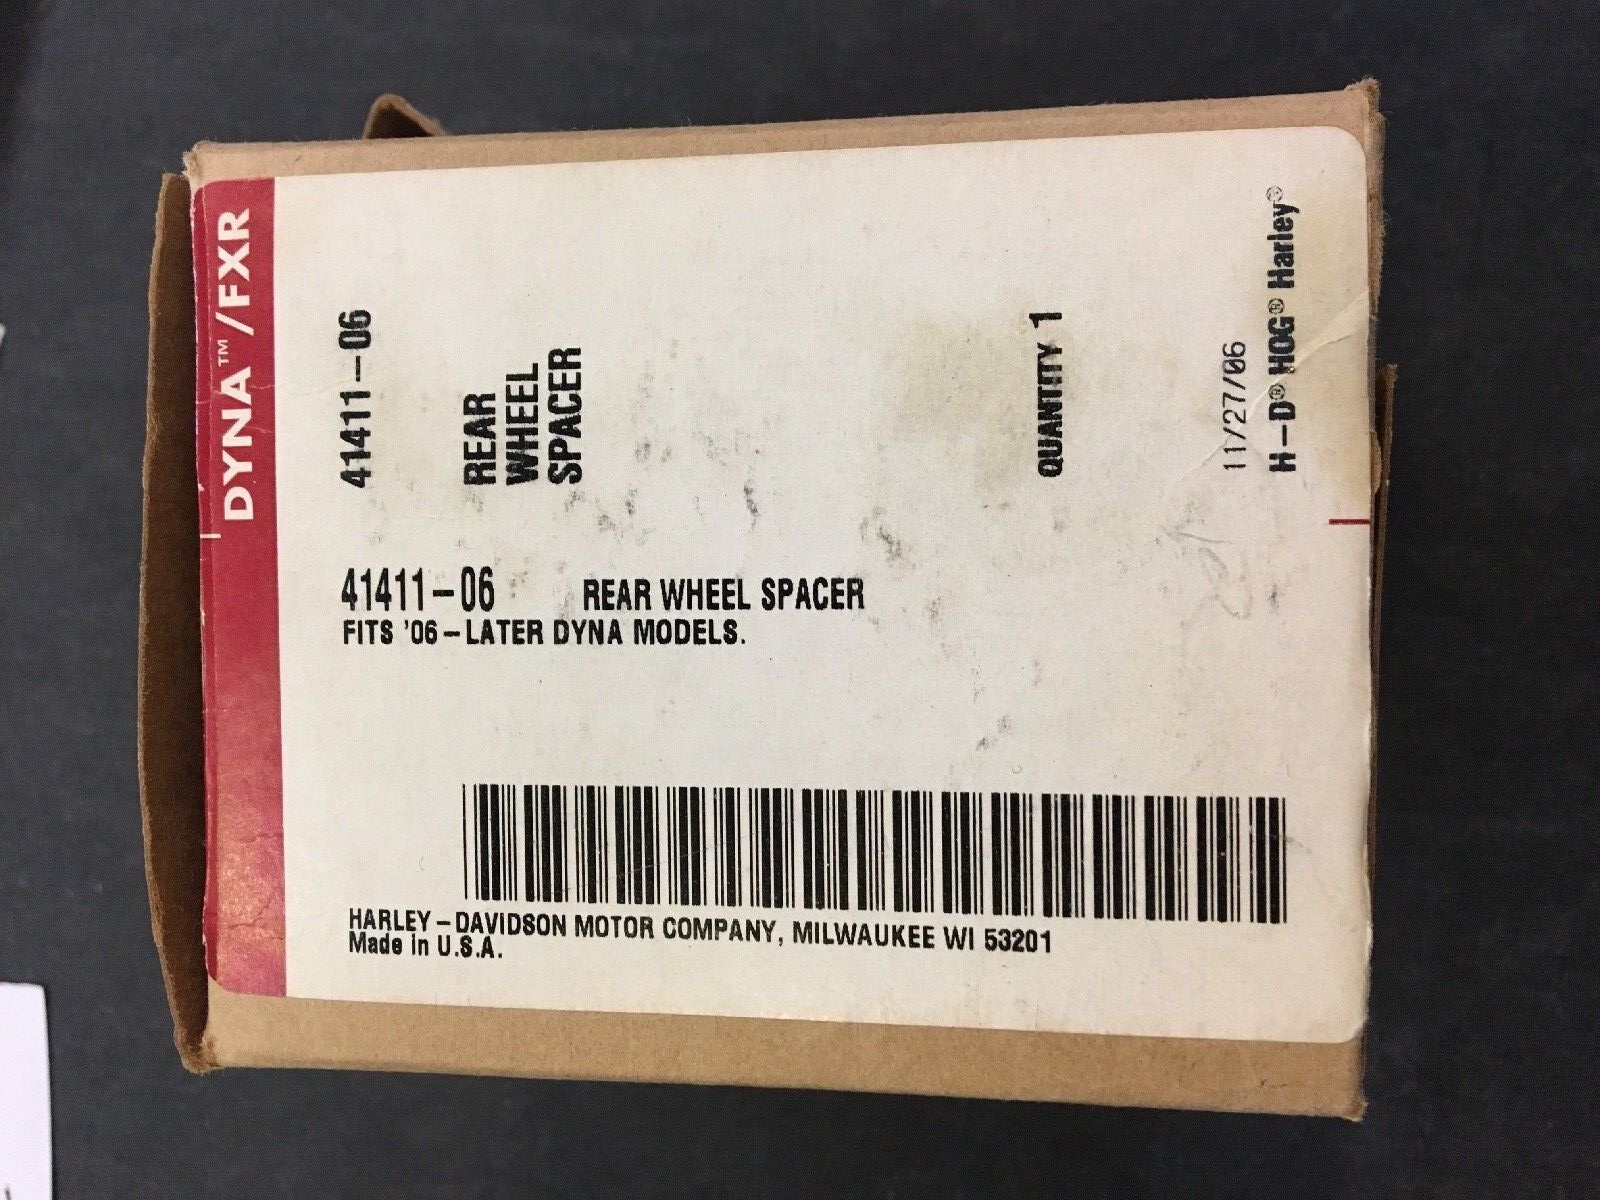 DYNA™/FXR
41411-06
REAR
WHEEL
SPACER
QUANTITY 1
11/27/06
H-D® HOG® Harley®
41411-06 REAR WHEEL SPACER
FITS '06-LATER DYNA MODELS.
HARLEY-DAVIDSON MOTOR COMPANY, MILWAUKEE WI 53201
Made in U.S.A.